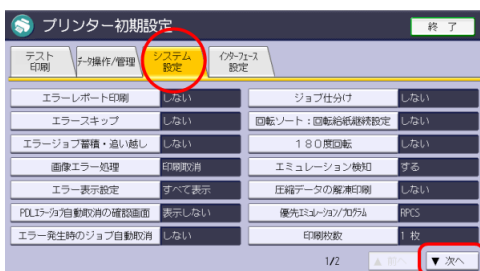 プリンター初期設定
終 了
テスト
印刷
データ操作/管理
システム
設定
インターフェース
設定
エラーレポート印刷 しない
ジョブ仕分け しない
エラースキップ しない
回転ソート：回転給紙継続設定 しない
エラージョブ蓄積・追い越し しない
１８０度回転 しない
画像エラー処理 印刷取消
エミュレーション検知 する
エラー表示設定 すべて表示
圧縮データの解凍印刷 しない
PDLエラージョブ自動取消の確認画面 表示しない
優先エミュレーション/プログラム RPCS
エラー発生時のジョブ自動取消 しない
印刷枚数 1 枚
1/2
▲ 前へ
▼ 次へ